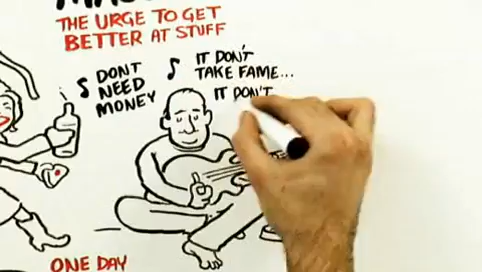 THE URGE TO GET
BETTER AT STUFF
DONT
NEED
MONEY
IT DON'T
TAKE FAME...
IT DON'T
ONE DAY